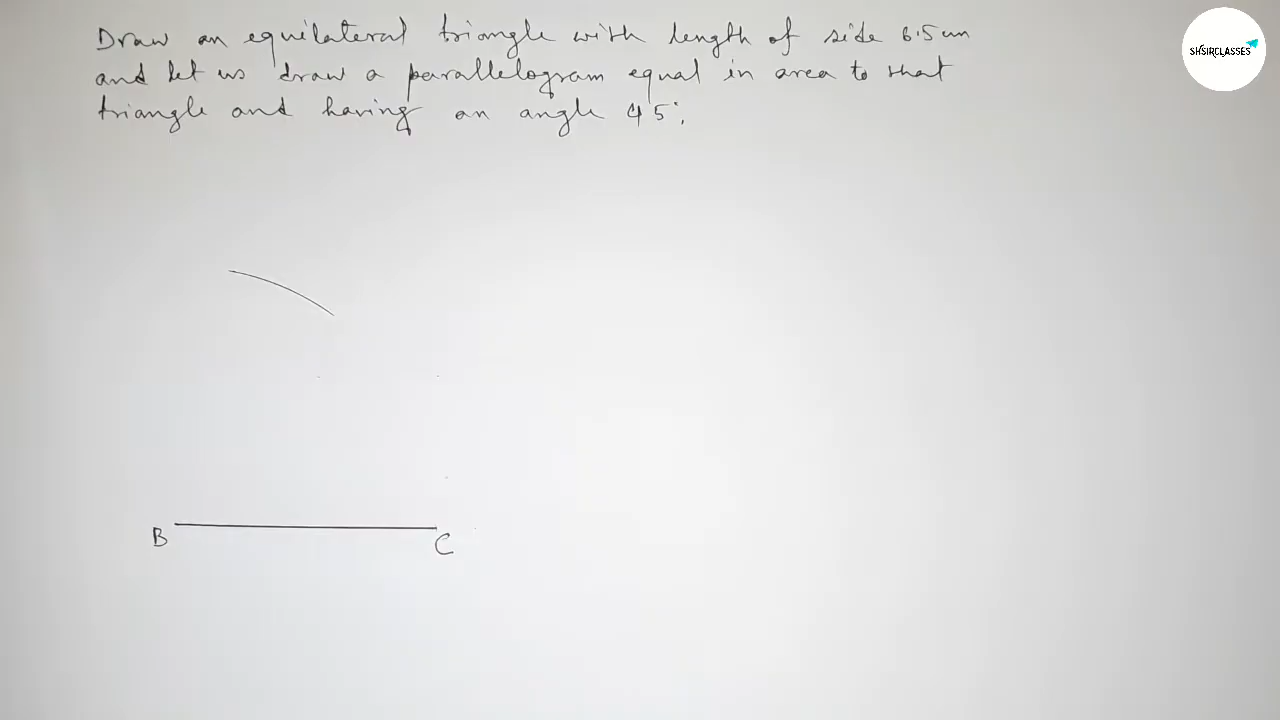 Draw an equilateral triangle with length of side 6.5 cm
and let us draw a parallelogram equal in area to that
triangle and having an angle 45°.
SHSIRCLASSES
B
C